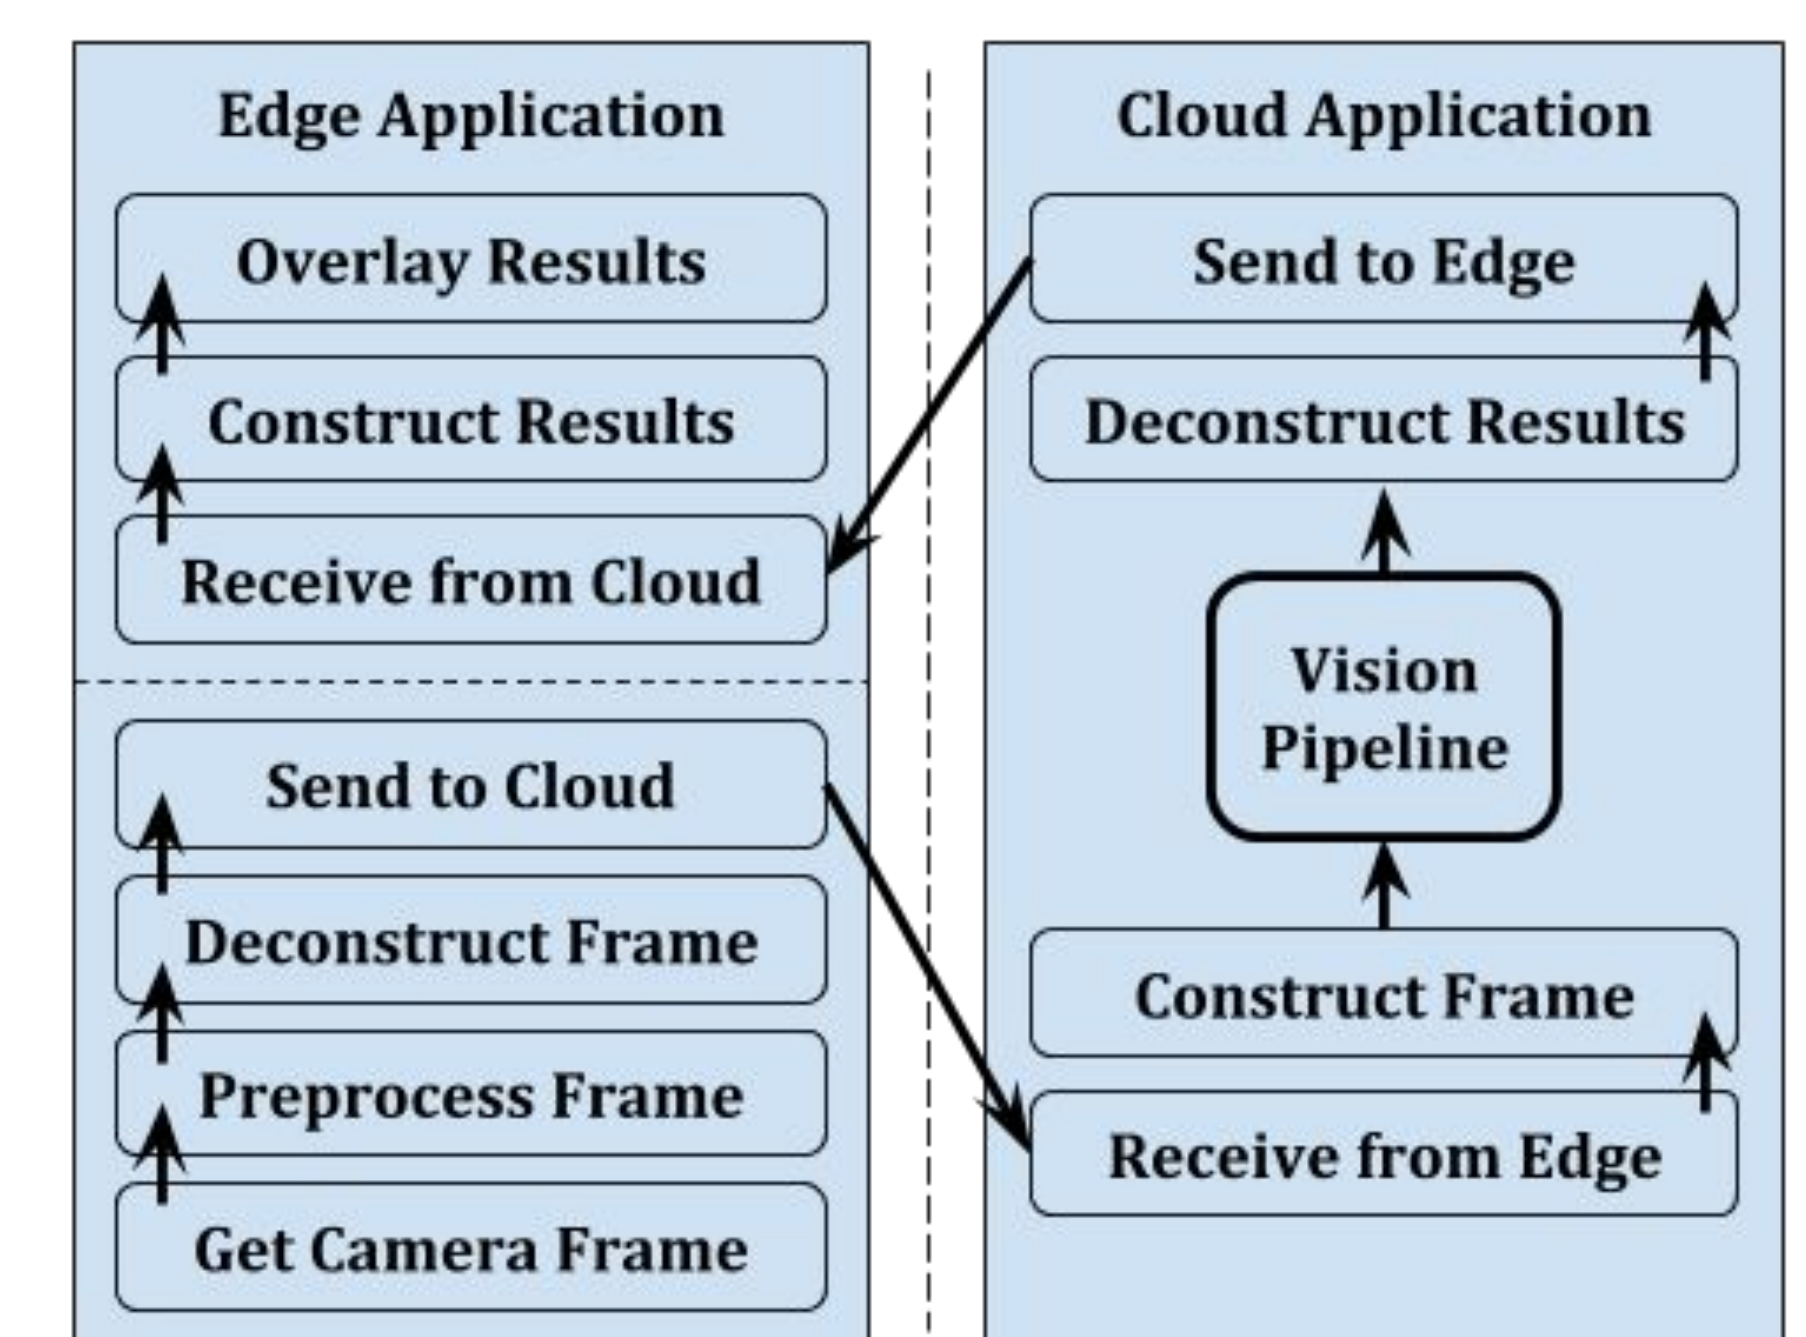 Edge Application
Overlay Results
Construct Results
Receive from Cloud
Send to Cloud
Deconstruct Frame
Preprocess Frame
Get Camera Frame
Cloud Application
Send to Edge
Deconstruct Results
Vision
Pipeline
Construct Frame
Receive from Edge